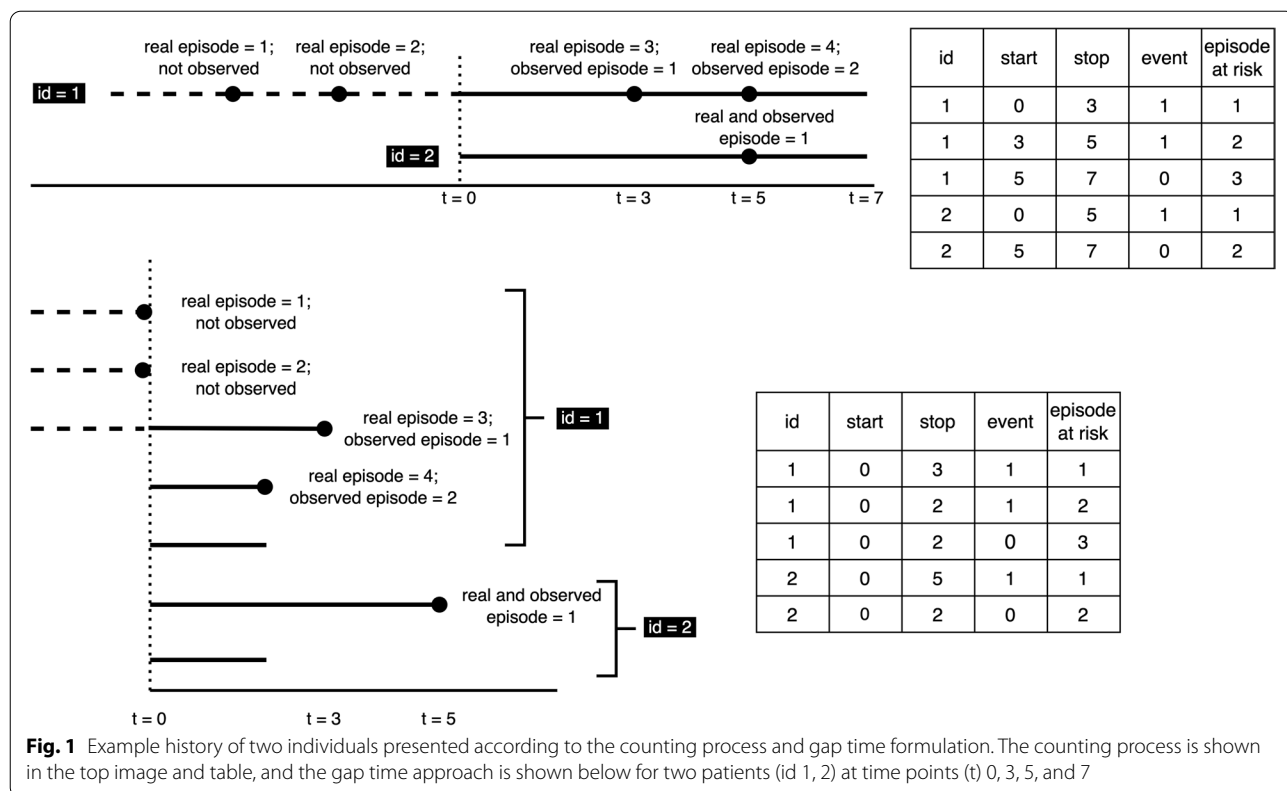 real episode = 1;
not observed
real episode = 2;
not observed
real episode = 3;
observed episode = 1
real episode = 4;
observed episode = 2
id = 1
real and observed
episode = 1
id = 2
t = 0
t = 3
t = 5
t = 7
id start stop event episode at risk
1 0 3 1 1
1 3 5 1 2
1 5 7 0 3
2 0 5 1 1
2 5 7 0 2
real episode = 1;
not observed
real episode = 2;
not observed
real episode = 3;
observed episode = 1
id = 1
real episode = 4;
observed episode = 2
real and observed
episode = 1
id = 2
t = 0
t = 3
t = 5
id start stop event episode at risk
1 0 3 1 1
1 0 2 1 2
1 0 2 0 3
2 0 5 1 1
2 0 2 0 2
Fig. 1 Example history of two individuals presented according to the counting process and gap time formulation. The counting process is shown
in the top image and table, and the gap time approach is shown below for two patients (id 1, 2) at time points (t) 0, 3, 5, and 7